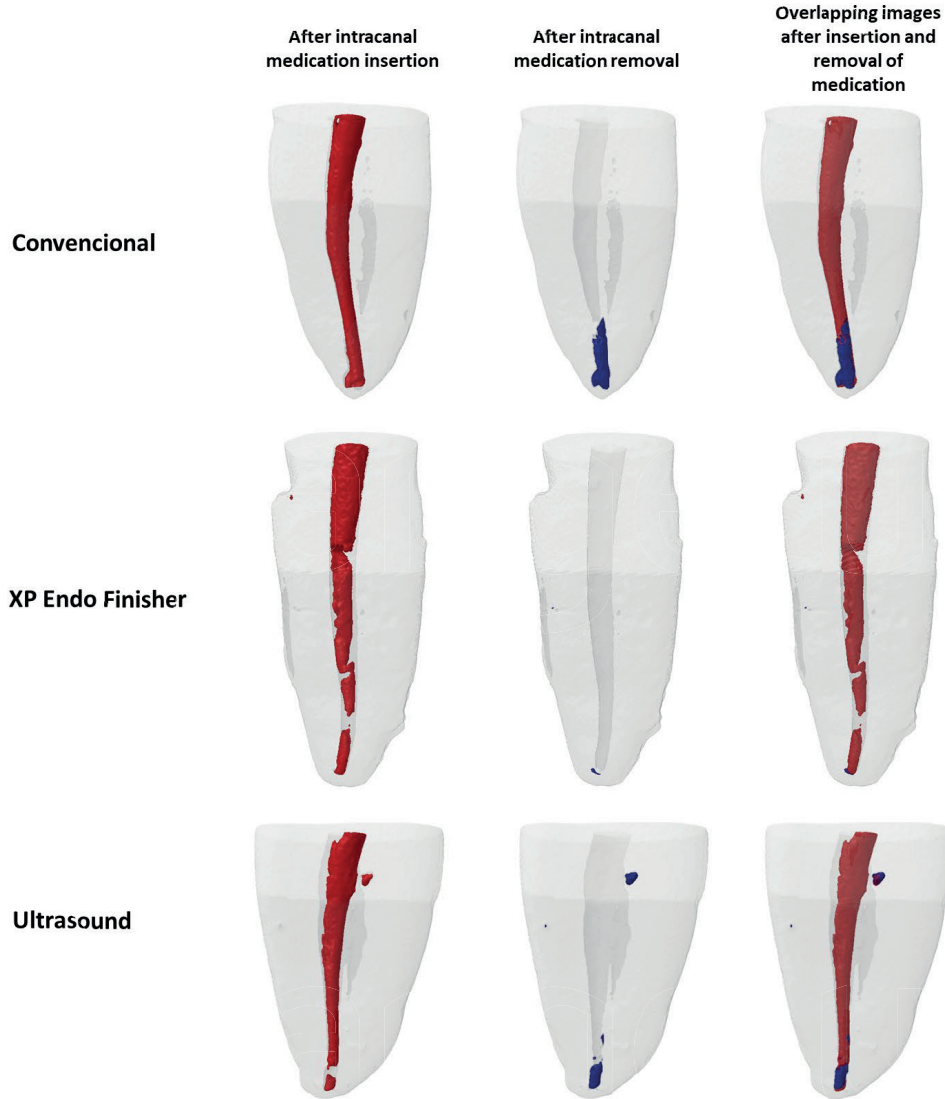 After intracanal
medication insertion
After intracanal
medication removal
Overlapping images
after insertion and
removal of
medication
Convencional
XP Endo Finisher
Ultrasound